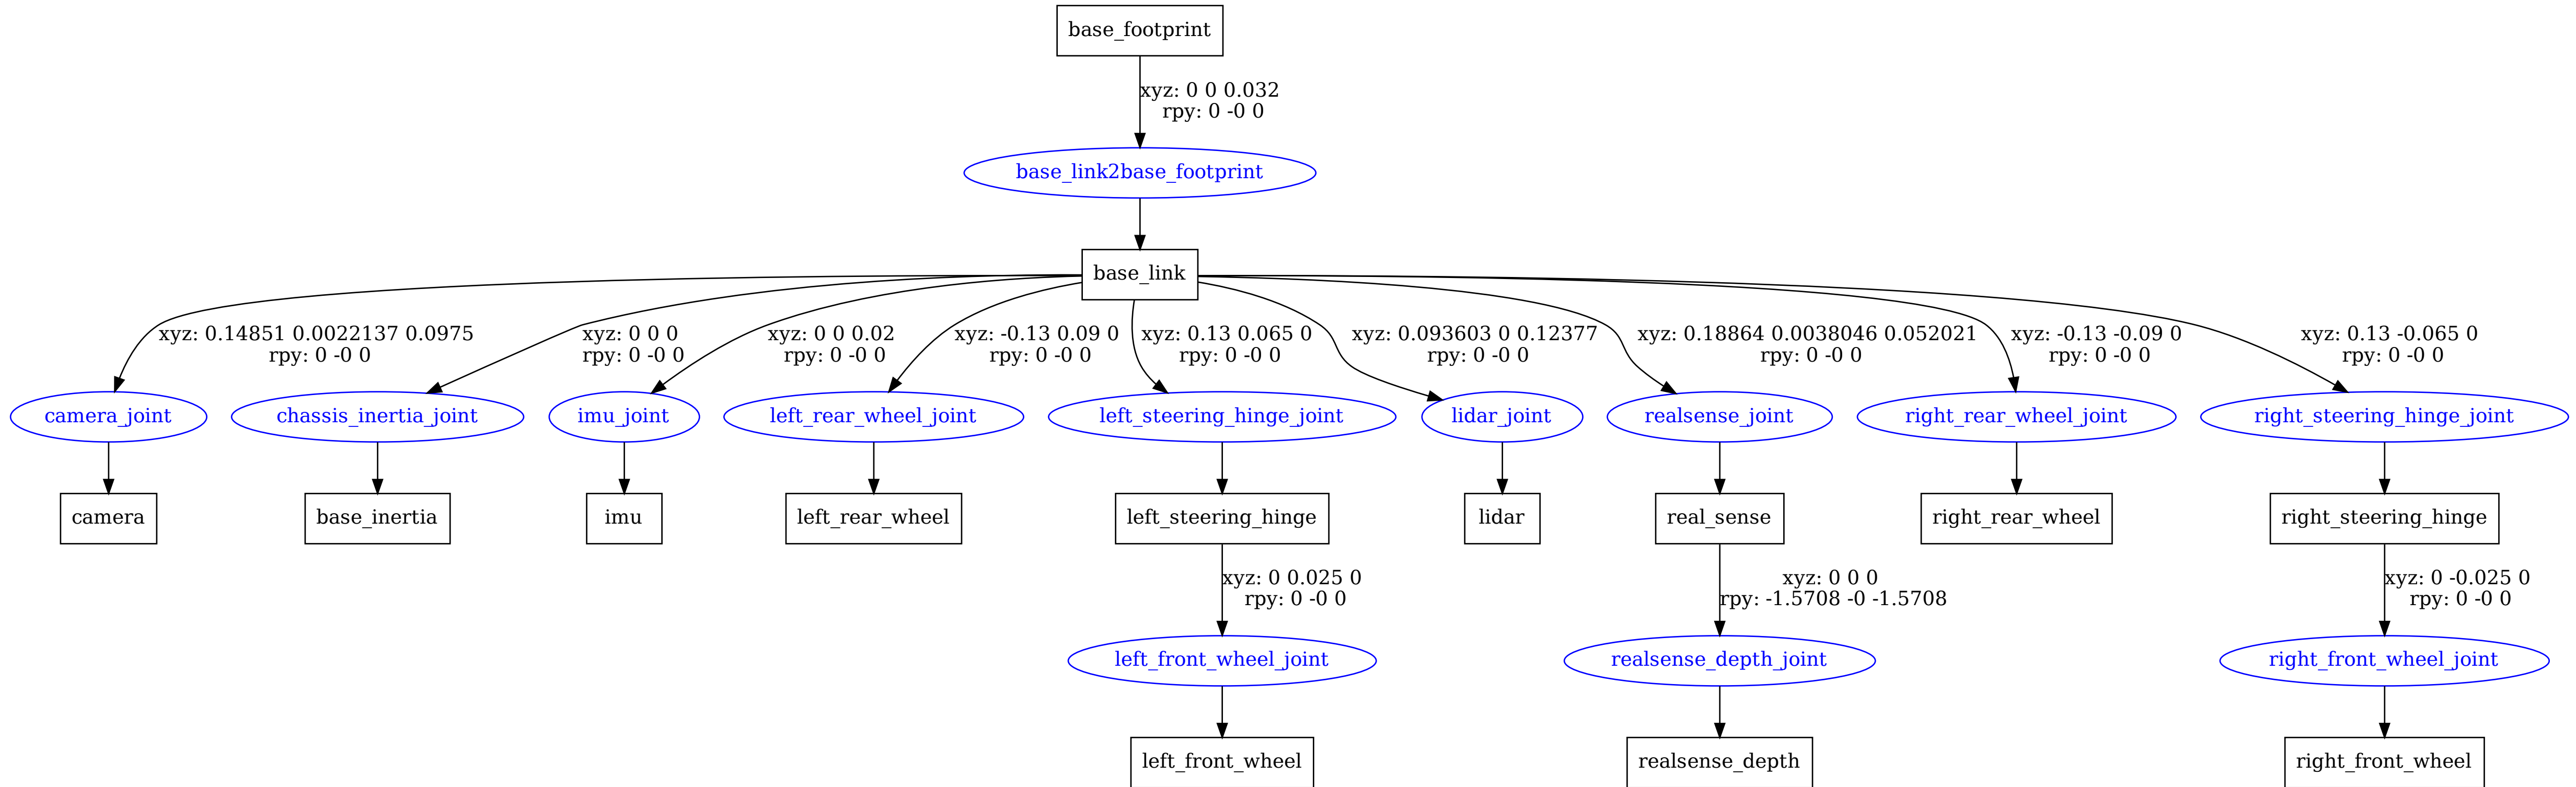 base_footprint
xyz: 0 0 0.032
rpy: 0 -0 0
base_link2base_footprint
base_link
xyz: 0.14851 0.0022137 0.0975
rpy: 0 -0 0
xyz: 0 0 0
rpy: 0 -0 0
xyz: 0 0 0.02
rpy: 0 -0 0
xyz: -0.13 0.09 0
rpy: 0 -0 0
xyz: 0.13 0.065 0
rpy: 0 -0 0
xyz: 0.093603 0 0.12377
rpy: 0 -0 0
xyz: 0.18864 0.0038046 0.052021
rpy: 0 -0 0
xyz: -0.13 -0.09 0
rpy: 0 -0 0
xyz: 0.13 -0.065 0
rpy: 0 -0 0
camera_joint
chassis_inertia_joint
imu_joint
left_rear_wheel_joint
left_steering_hinge_joint
lidar_joint
realsense_joint
right_rear_wheel_joint
right_steering_hinge_joint
camera
base_inertia
imu
left_rear_wheel
left_steering_hinge
lidar
real_sense
right_rear_wheel
right_steering_hinge
xyz: 0 0.025 0
rpy: 0 -0 0
xyz: 0 0 0
rpy: -1.5708 -0 -1.5708
xyz: 0 -0.025 0
rpy: 0 -0 0
left_front_wheel_joint
realsense_depth_joint
right_front_wheel_joint
left_front_wheel
realsense_depth
right_front_wheel